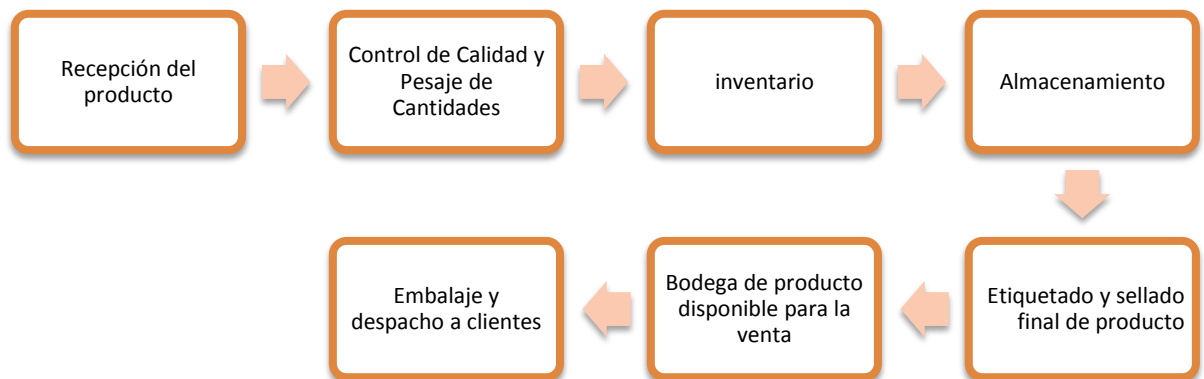 Recepción del
producto
Control de Calidad y
Pesaje de
Cantidades
inventario
Almacenamiento
Etiquetado y sellado
final de producto
Bodega de producto
disponible para la
venta
Embalaje y
despacho a clientes